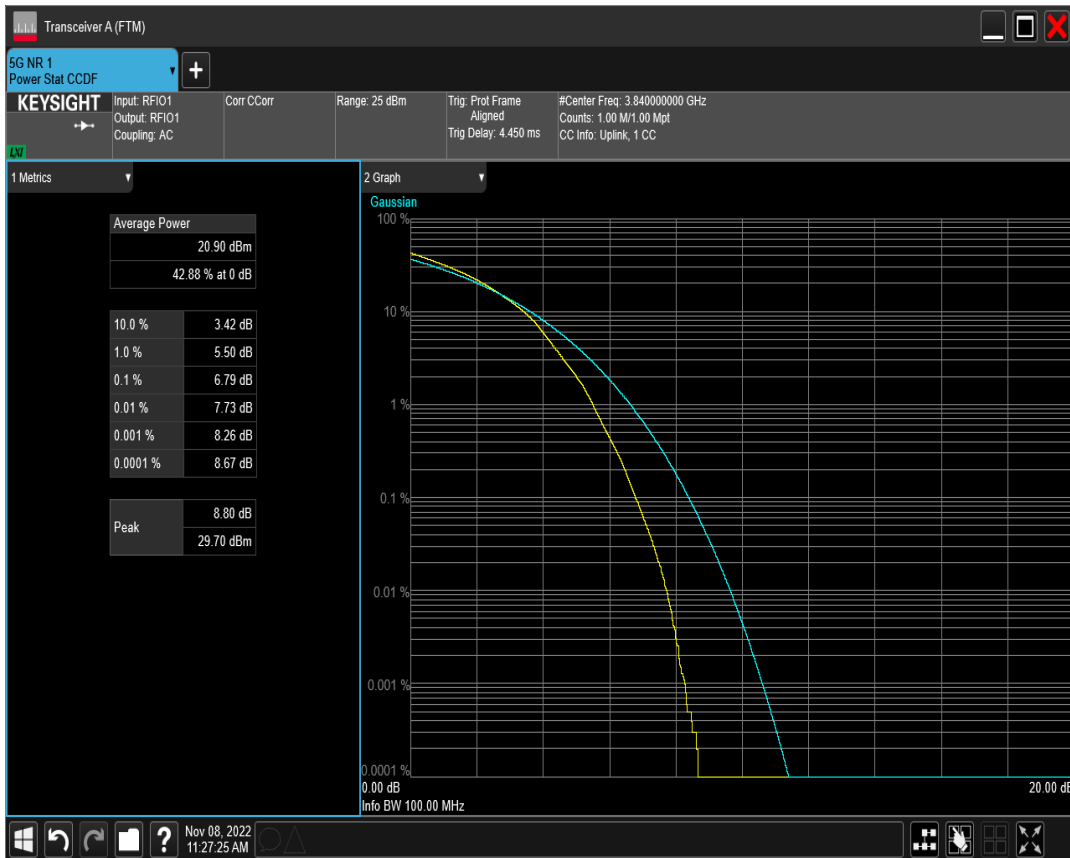 Transceiver A (FTM)
5G NR 1
Power Stat CCDF
+
KEYSIGHT
LXI
Input: RFIO1
Output: RFIO1
Coupling: AC
Corr CCorr
Range: 25 dBm
Trig: Prot Frame
Aligned
Trig Delay: 4.450 ms
#Center Freq: 3.840000000 GHz
Counts: 1.00 M/1.00 Mpt
CC Info: Uplink, 1 CC
1 Metrics
Average Power
20.90 dBm
42.88 % at 0 dB
10.0 % 3.42 dB
1.0 % 5.50 dB
0.1 % 6.79 dB
0.01 % 7.73 dB
0.001 % 8.26 dB
0.0001 % 8.67 dB
Peak
8.80 dB
29.70 dBm
2 Graph
Gaussian
100 %
10 %
1 %
0.1 %
0.01 %
0.001 %
0.0001 %
0.00 dB 20.00 dB
Info BW 100.00 MHz
?
Nov 08, 2022
11:27:25 AM